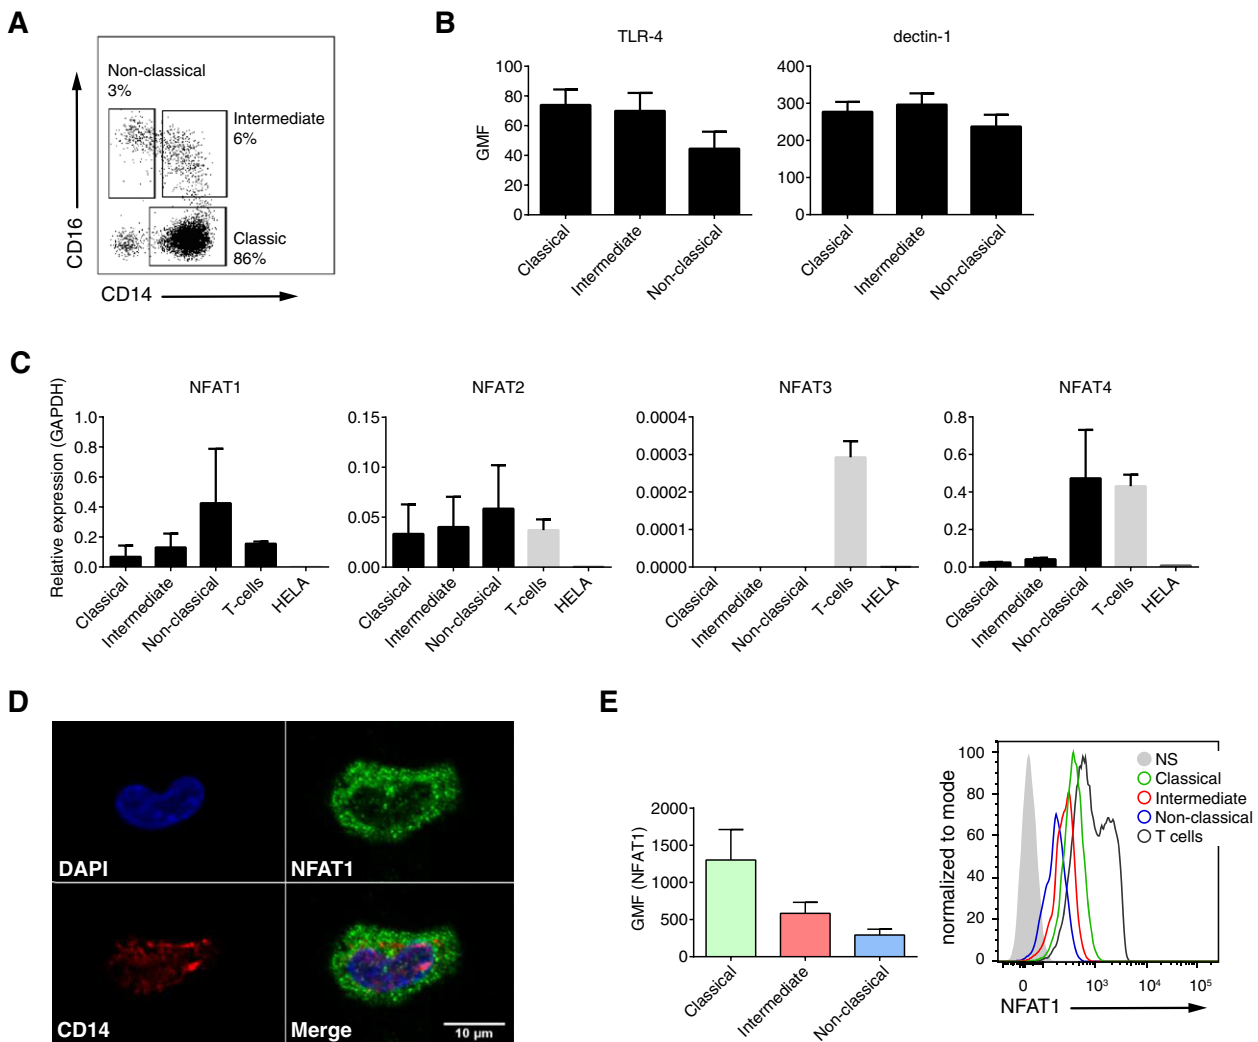 A
Non-classical
3%
Intermediate
6%
Classic
86%
CD16
CD14
B
TLR-4
GMF
100
80
60
40
20
0
Classical
Intermediate
Non-classical
dectin-1
400
300
200
100
0
Classical
Intermediate
Non-classical
C
Relative expression (GAPDH)
NFAT1
1.0
0.8
0.6
0.4
0.2
0.0
Classical
Intermediate
Non-classical
T-cells
HELA
NFAT2
0.15
0.10
0.05
0.00
Classical
Intermediate
Non-classical
T-cells
HELA
NFAT3
0.0004
0.0003
0.0002
0.0001
0.0000
Classical
Intermediate
Non-classical
T-cells
HELA
NFAT4
0.8
0.6
0.4
0.2
0.0
Classical
Intermediate
Non-classical
T-cells
HELA
D
DAPI
NFAT1
CD14
Merge
10 µm
E
GMF (NFAT1)
2000
1500
1000
500
0
Classical
Intermediate
Non-classical
normalized to mode
100
80
60
40
20
0
NS
Classical
Intermediate
Non-classical
T cells
0
10³
10⁴
10⁵
NFAT1